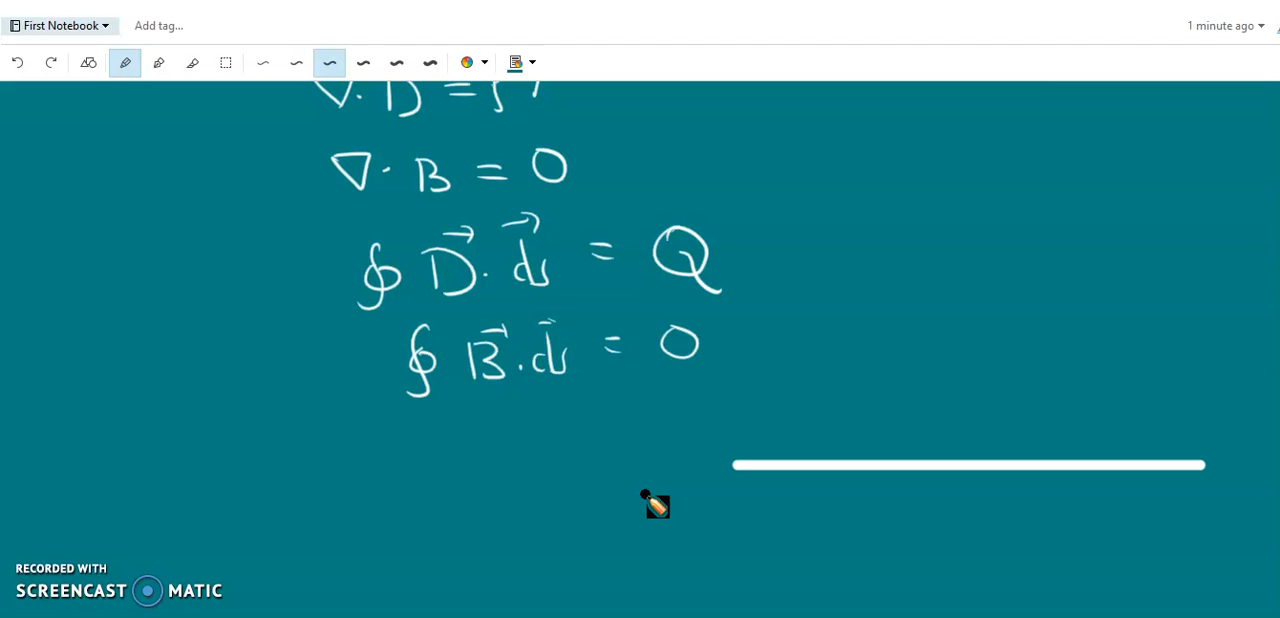 First Notebook
Add tag...
1 minute ago
∇· D =
∇· B = 0
∮ D⃗. ds⃗ = Q
∮ B⃗. ds⃗ = 0
RECORDED WITH
SCREENCAST MATIC